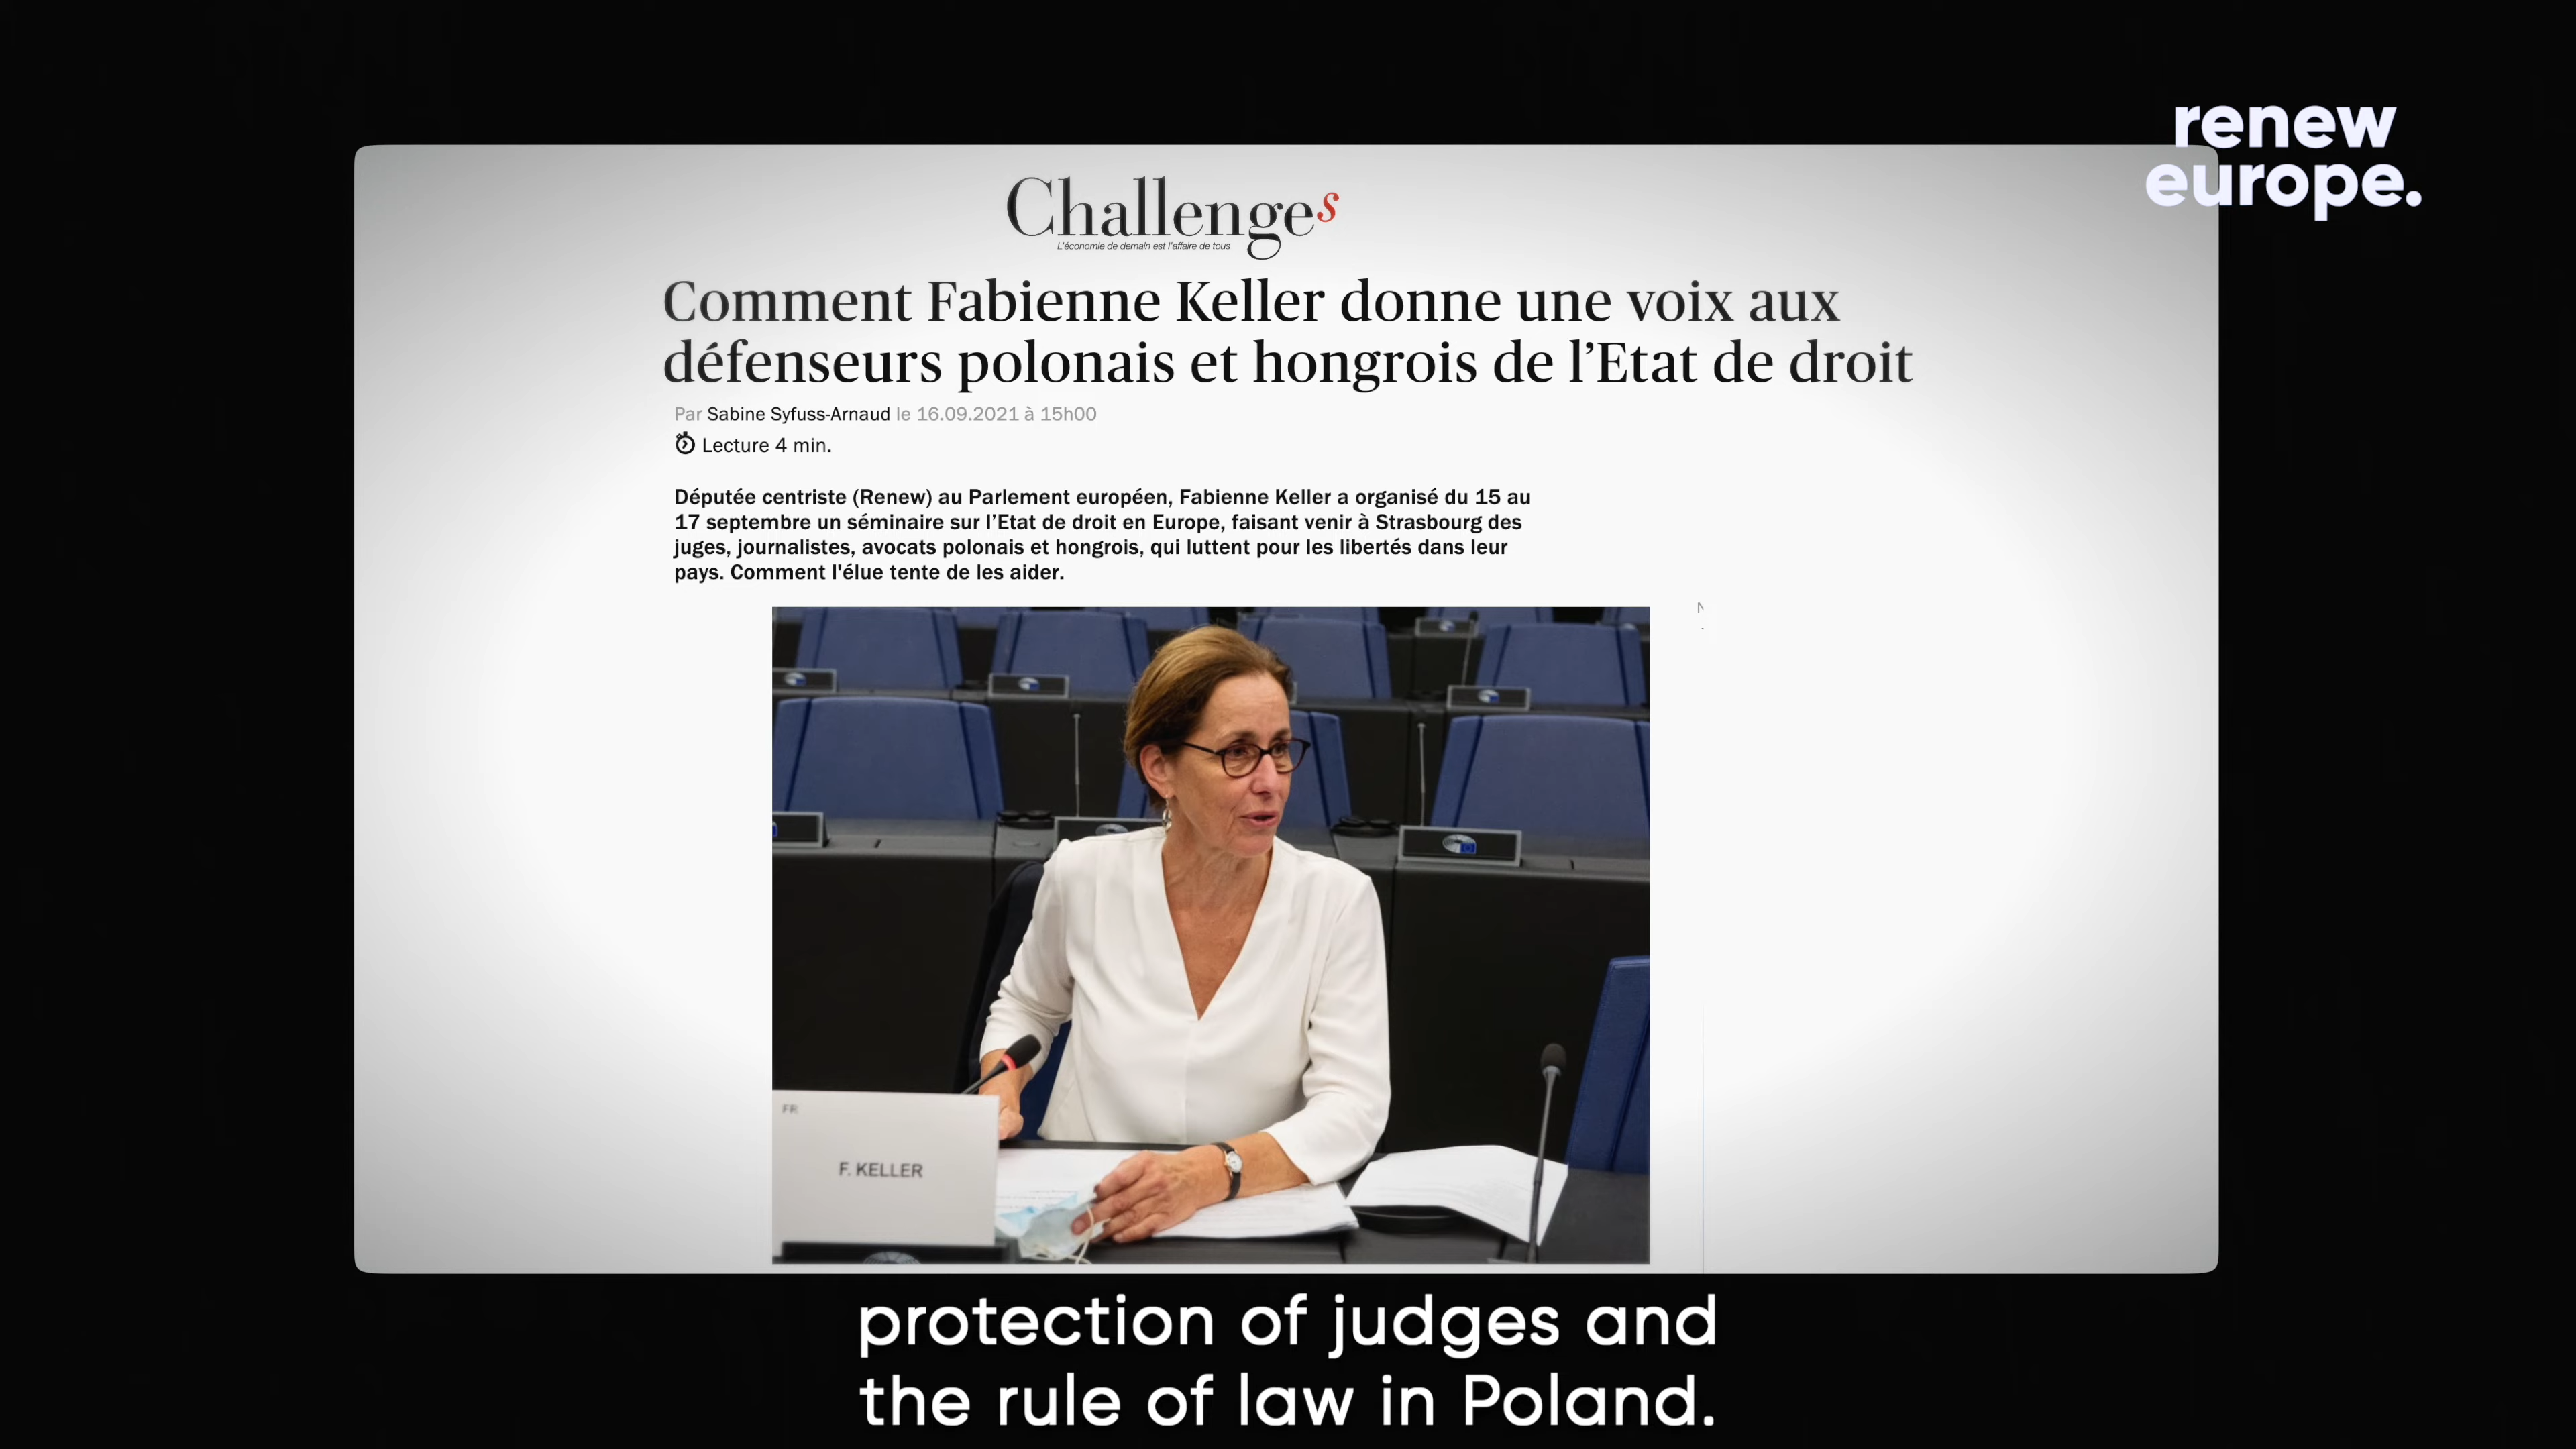 renew
europe.
Challenges
L'économie de demain est l'affaire de tous
Comment Fabienne Keller donne une voix aux
défenseurs polonais et hongrois de l'Etat de droit
Par Sabine Syfuss-Arnaud le 16.09.2021 à 15h00
Lecture 4 min.
Députée centriste (Renew) au Parlement européen, Fabienne Keller a organisé du 15 au
17 septembre un séminaire sur l'Etat de droit en Europe, faisant venir à Strasbourg des
juges, journalistes, avocats polonais et hongrois, qui luttent pour les libertés dans leur
pays. Comment l'élue tente de les aider.
FR
F. KELLER
protection of judges and
the rule of law in Poland.